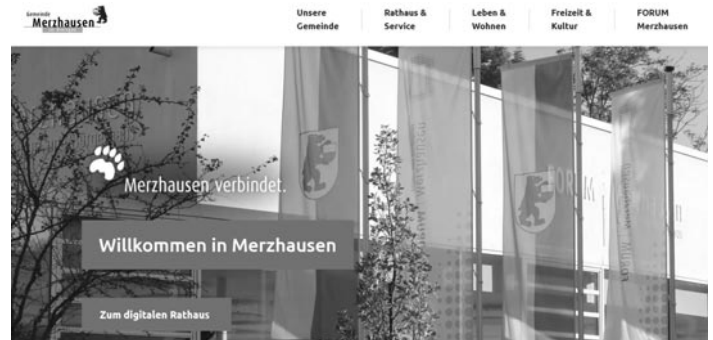 Gemeinde
Merzhausen
Unsere
Gemeinde
Rathaus &
Service
Leben &
Wohnen
Freizeit &
Kultur
FORUM
Merzhausen
Merzhausen verbindet.
FORUM
Willkommen in Merzhausen
Zum digitalen Rathaus